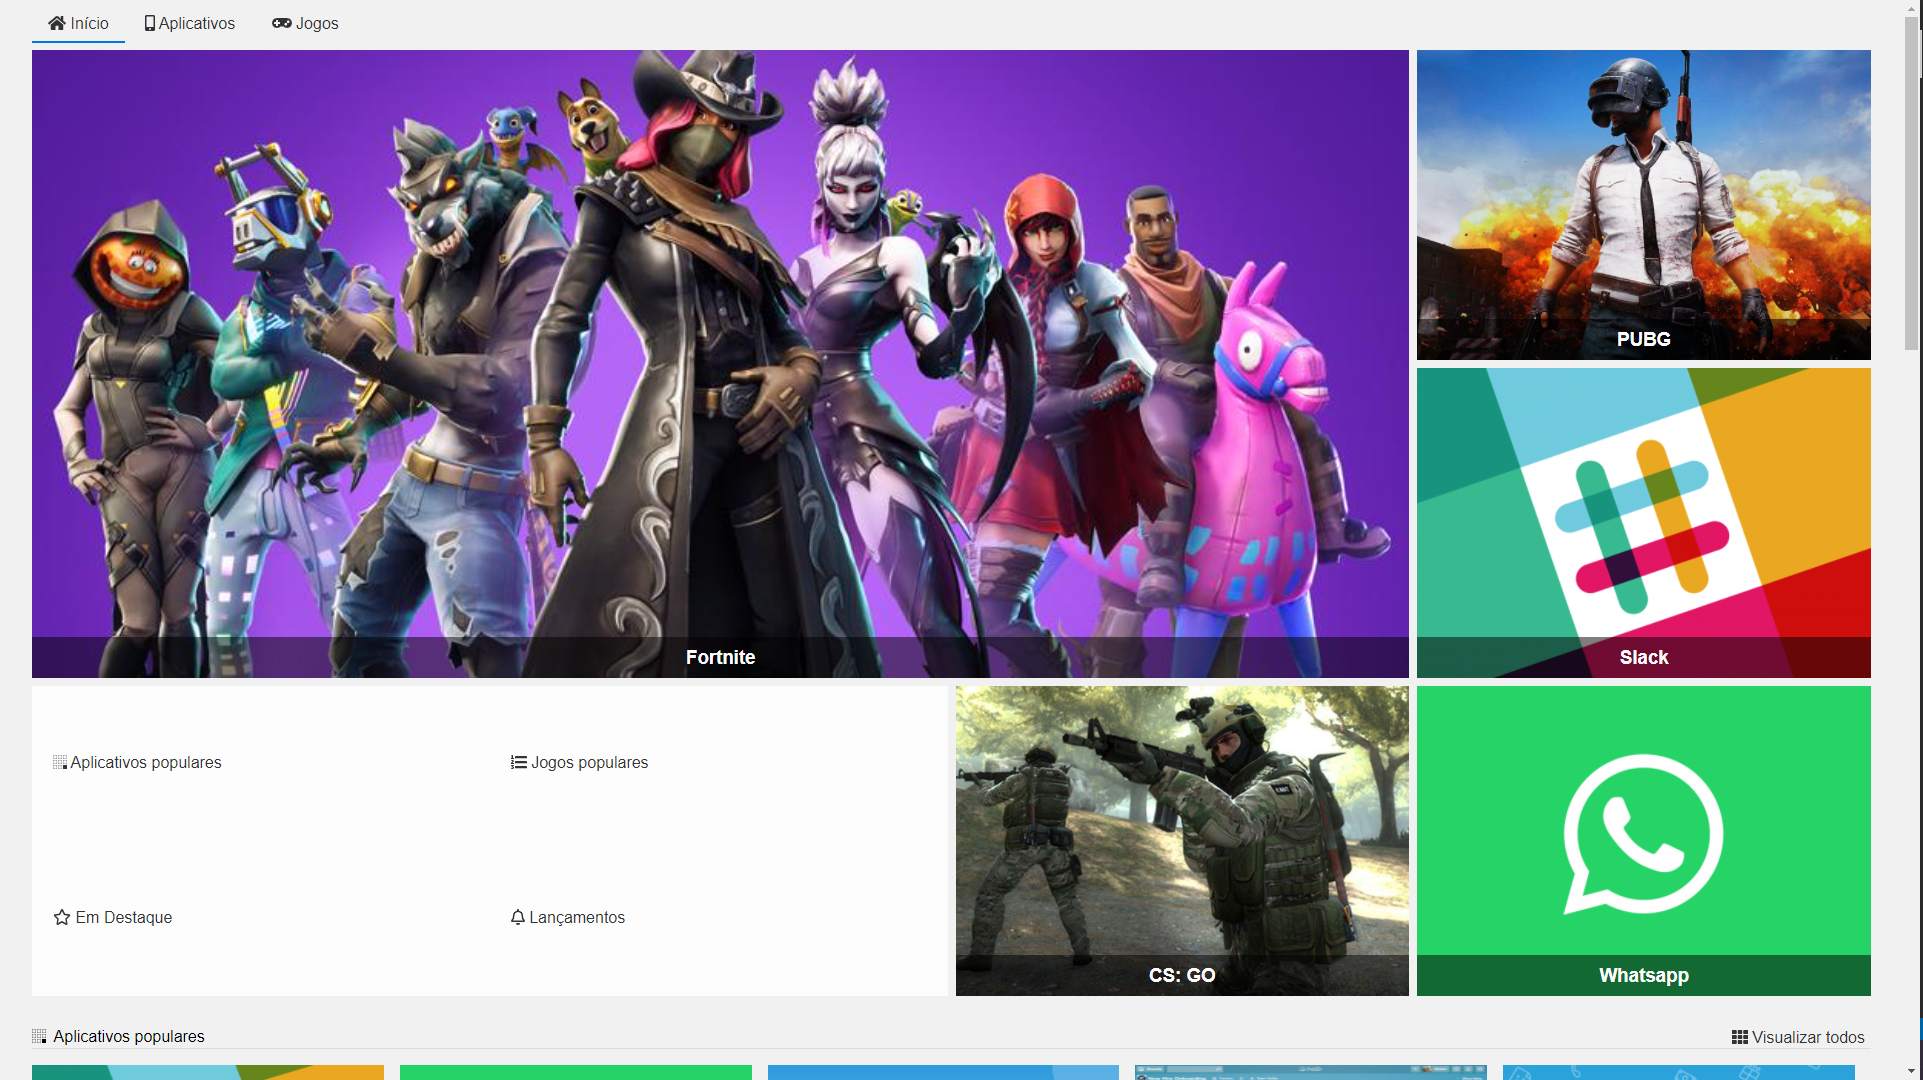 Início
Aplicativos
Jogos
Fortnite
PUBG
Slack
Aplicativos populares
Jogos populares
Em Destaque
Lançamentos
CS: GO
Whatsapp
Aplicativos populares
Visualizar todos